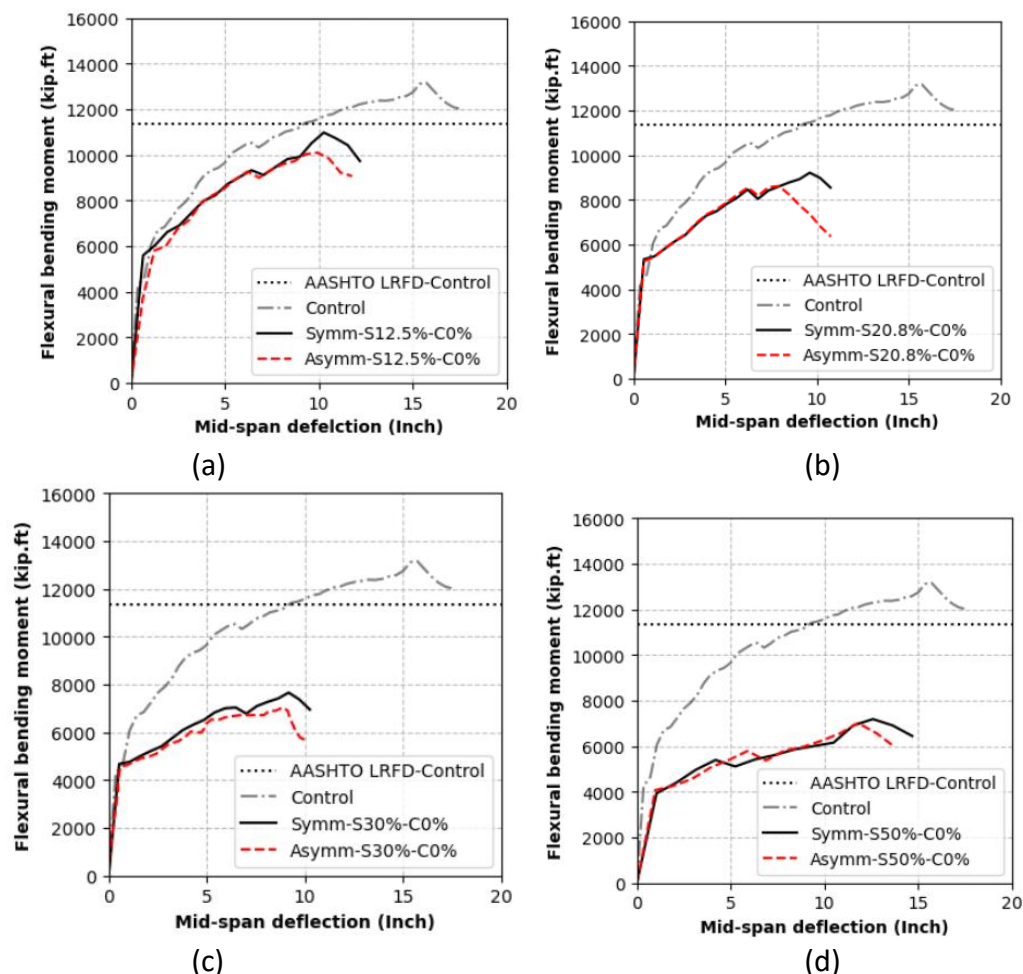 16000
14000
12000
10000
8000
6000
4000
2000
0
Flexural bending moment (kip.ft)
AASHTO LRFD-Control
Control
Symm-S12.5%-C0%
Asymm-S12.5%-C0%
0 5 10 15 20
Mid-span defelction (Inch)
(a)
16000
14000
12000
10000
8000
6000
4000
2000
0
Flexural bending moment (kip.ft)
AASHTO LRFD-Control
Control
Symm-S20.8%-C0%
Asymm-S20.8%-C0%
0 5 10 15 20
Mid-span deflection (Inch)
(b)
16000
14000
12000
10000
8000
6000
4000
2000
0
Flexural bending moment (kip.ft)
AASHTO LRFD-Control
Control
Symm-S30%-C0%
Asymm-S30%-C0%
0 5 10 15 20
Mid-span deflection (Inch)
(c)
16000
14000
12000
10000
8000
6000
4000
2000
0
Flexural bending moment (kip.ft)
AASHTO LRFD-Control
Control
Symm-S50%-C0%
Asymm-S50%-C0%
0 5 10 15 20
Mid-span deflection (Inch)
(d)